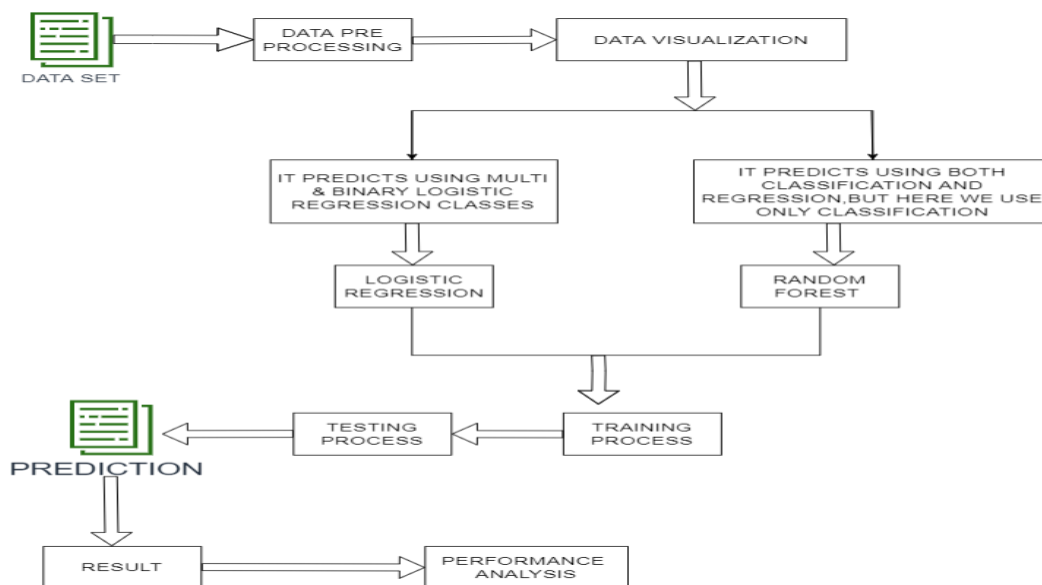 DATA SET
DATA PRE
PROCESSING
DATA VISUALIZATION
IT PREDICTS USING MULTI
& BINARY LOGISTIC
REGRESSION CLASSES
IT PREDICTS USING BOTH
CLASSIFICATION AND
REGRESSION,BUT HERE WE USE
ONLY CLASSIFICATION
LOGISTIC
REGRESSION
RANDOM
FOREST
TRAINING
PROCESS
TESTING
PROCESS
PREDICTION
RESULT
PERFORMANCE
ANALYSIS